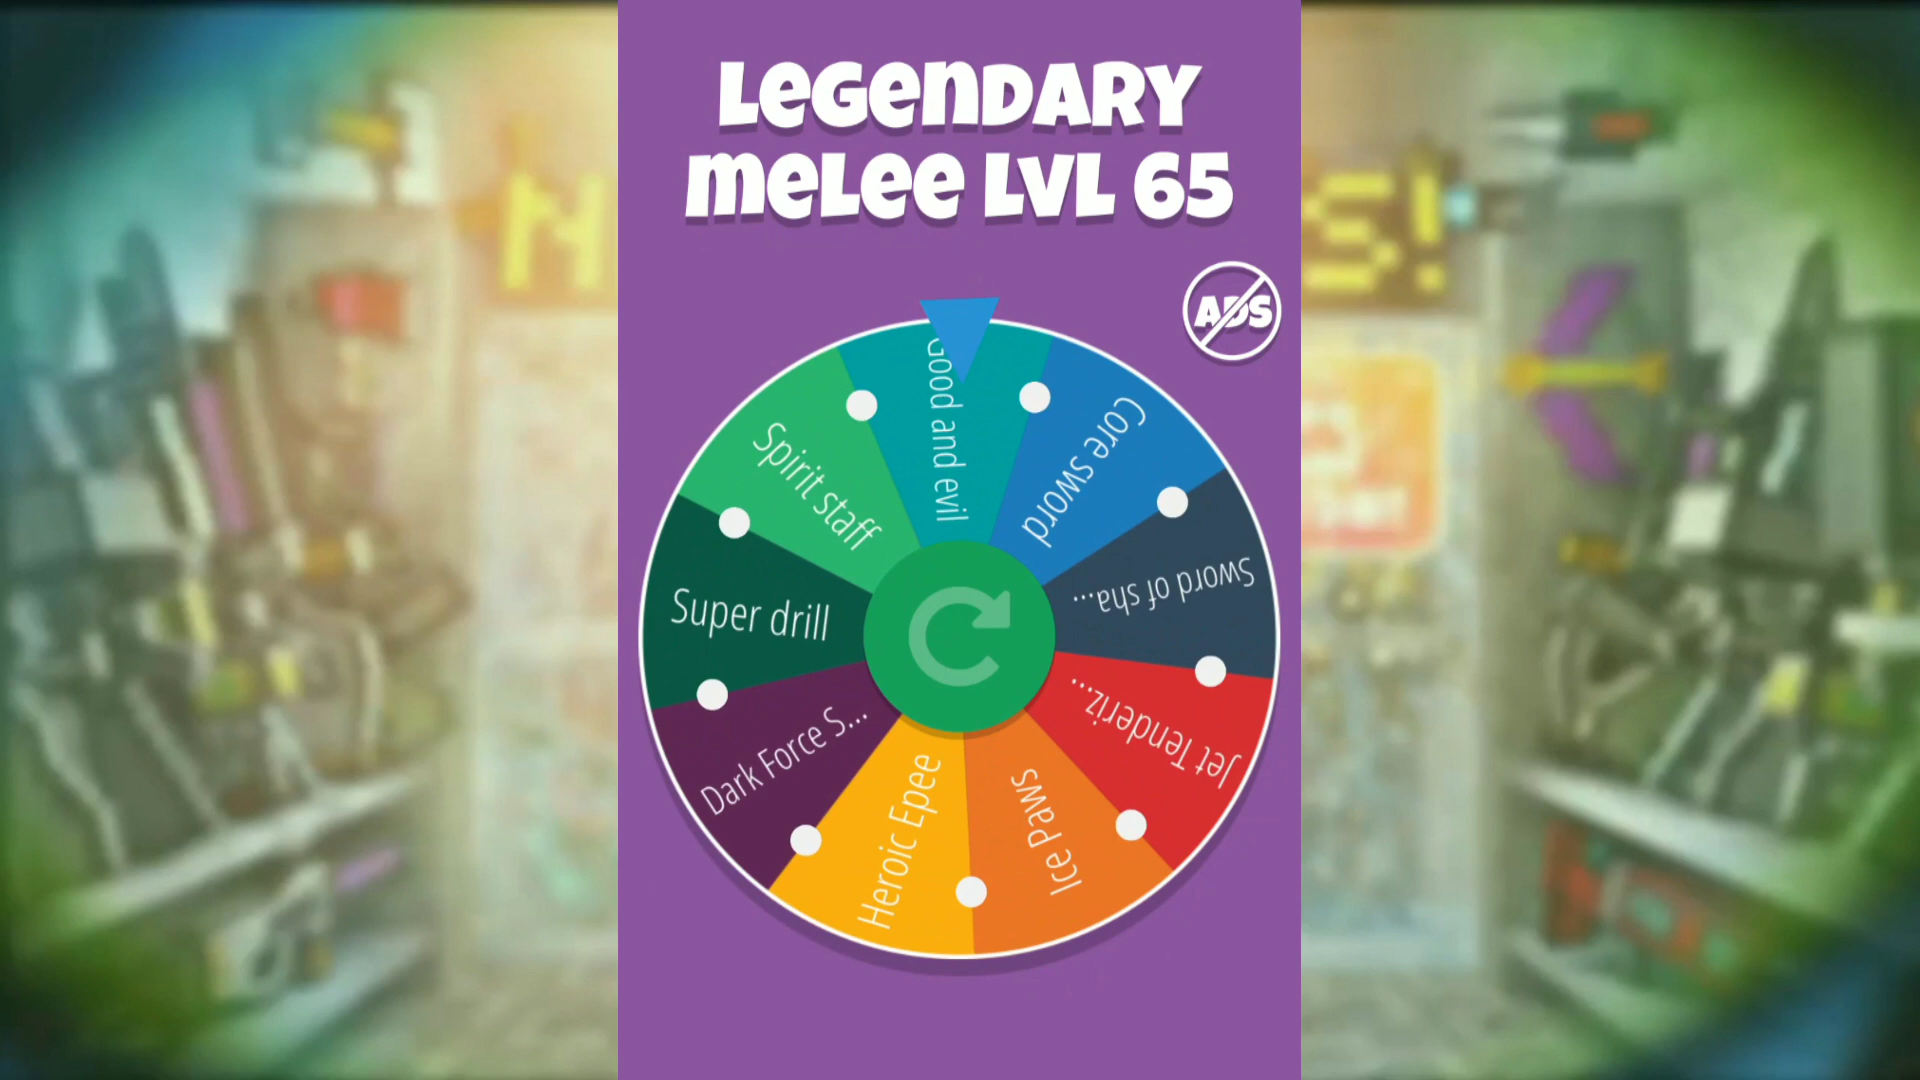 LeGenDARY
meLee LVL 65
ADS
Good and evil
Core sword
Sword of sha...
Jet Tenderiz...
Ice Paws
Heroic Epee
Dark Force S...
Super drill
Spirit staff
N
S!